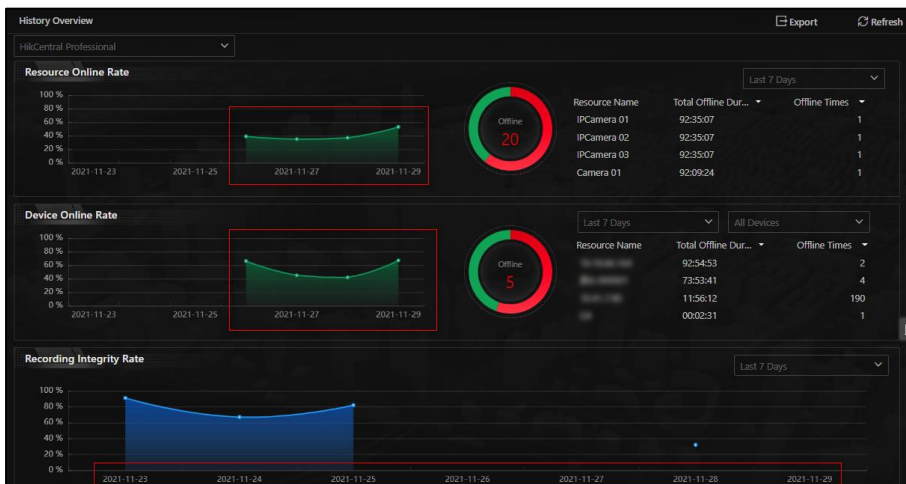 History Overview
Export
Refresh
HikCentral Professional
Resource Online Rate
Last 7 Days
100 %
80 %
60 %
40 %
20 %
0 %
2021-11-23
2021-11-25
2021-11-27
2021-11-29
Offline
20
Resource Name Total Offline Dur... Offline Times
IPCamera 01 92:35:07 1
IPCamera 02 92:35:07 1
IPCamera 03 92:35:07 1
Camera 01 92:09:24 1
Device Online Rate
Last 7 Days
All Devices
100 %
80 %
60 %
40 %
20 %
0 %
2021-11-23
2021-11-25
2021-11-27
2021-11-29
Offline
5
Resource Name Total Offline Dur... Offline Times
92:54:53 2
73:53:41 4
11:56:12 190
00:02:31 1
Recording Integrity Rate
Last 7 Days
100 %
80 %
60 %
40 %
20 %
0 %
2021-11-23
2021-11-24
2021-11-25
2021-11-26
2021-11-27
2021-11-28
2021-11-29